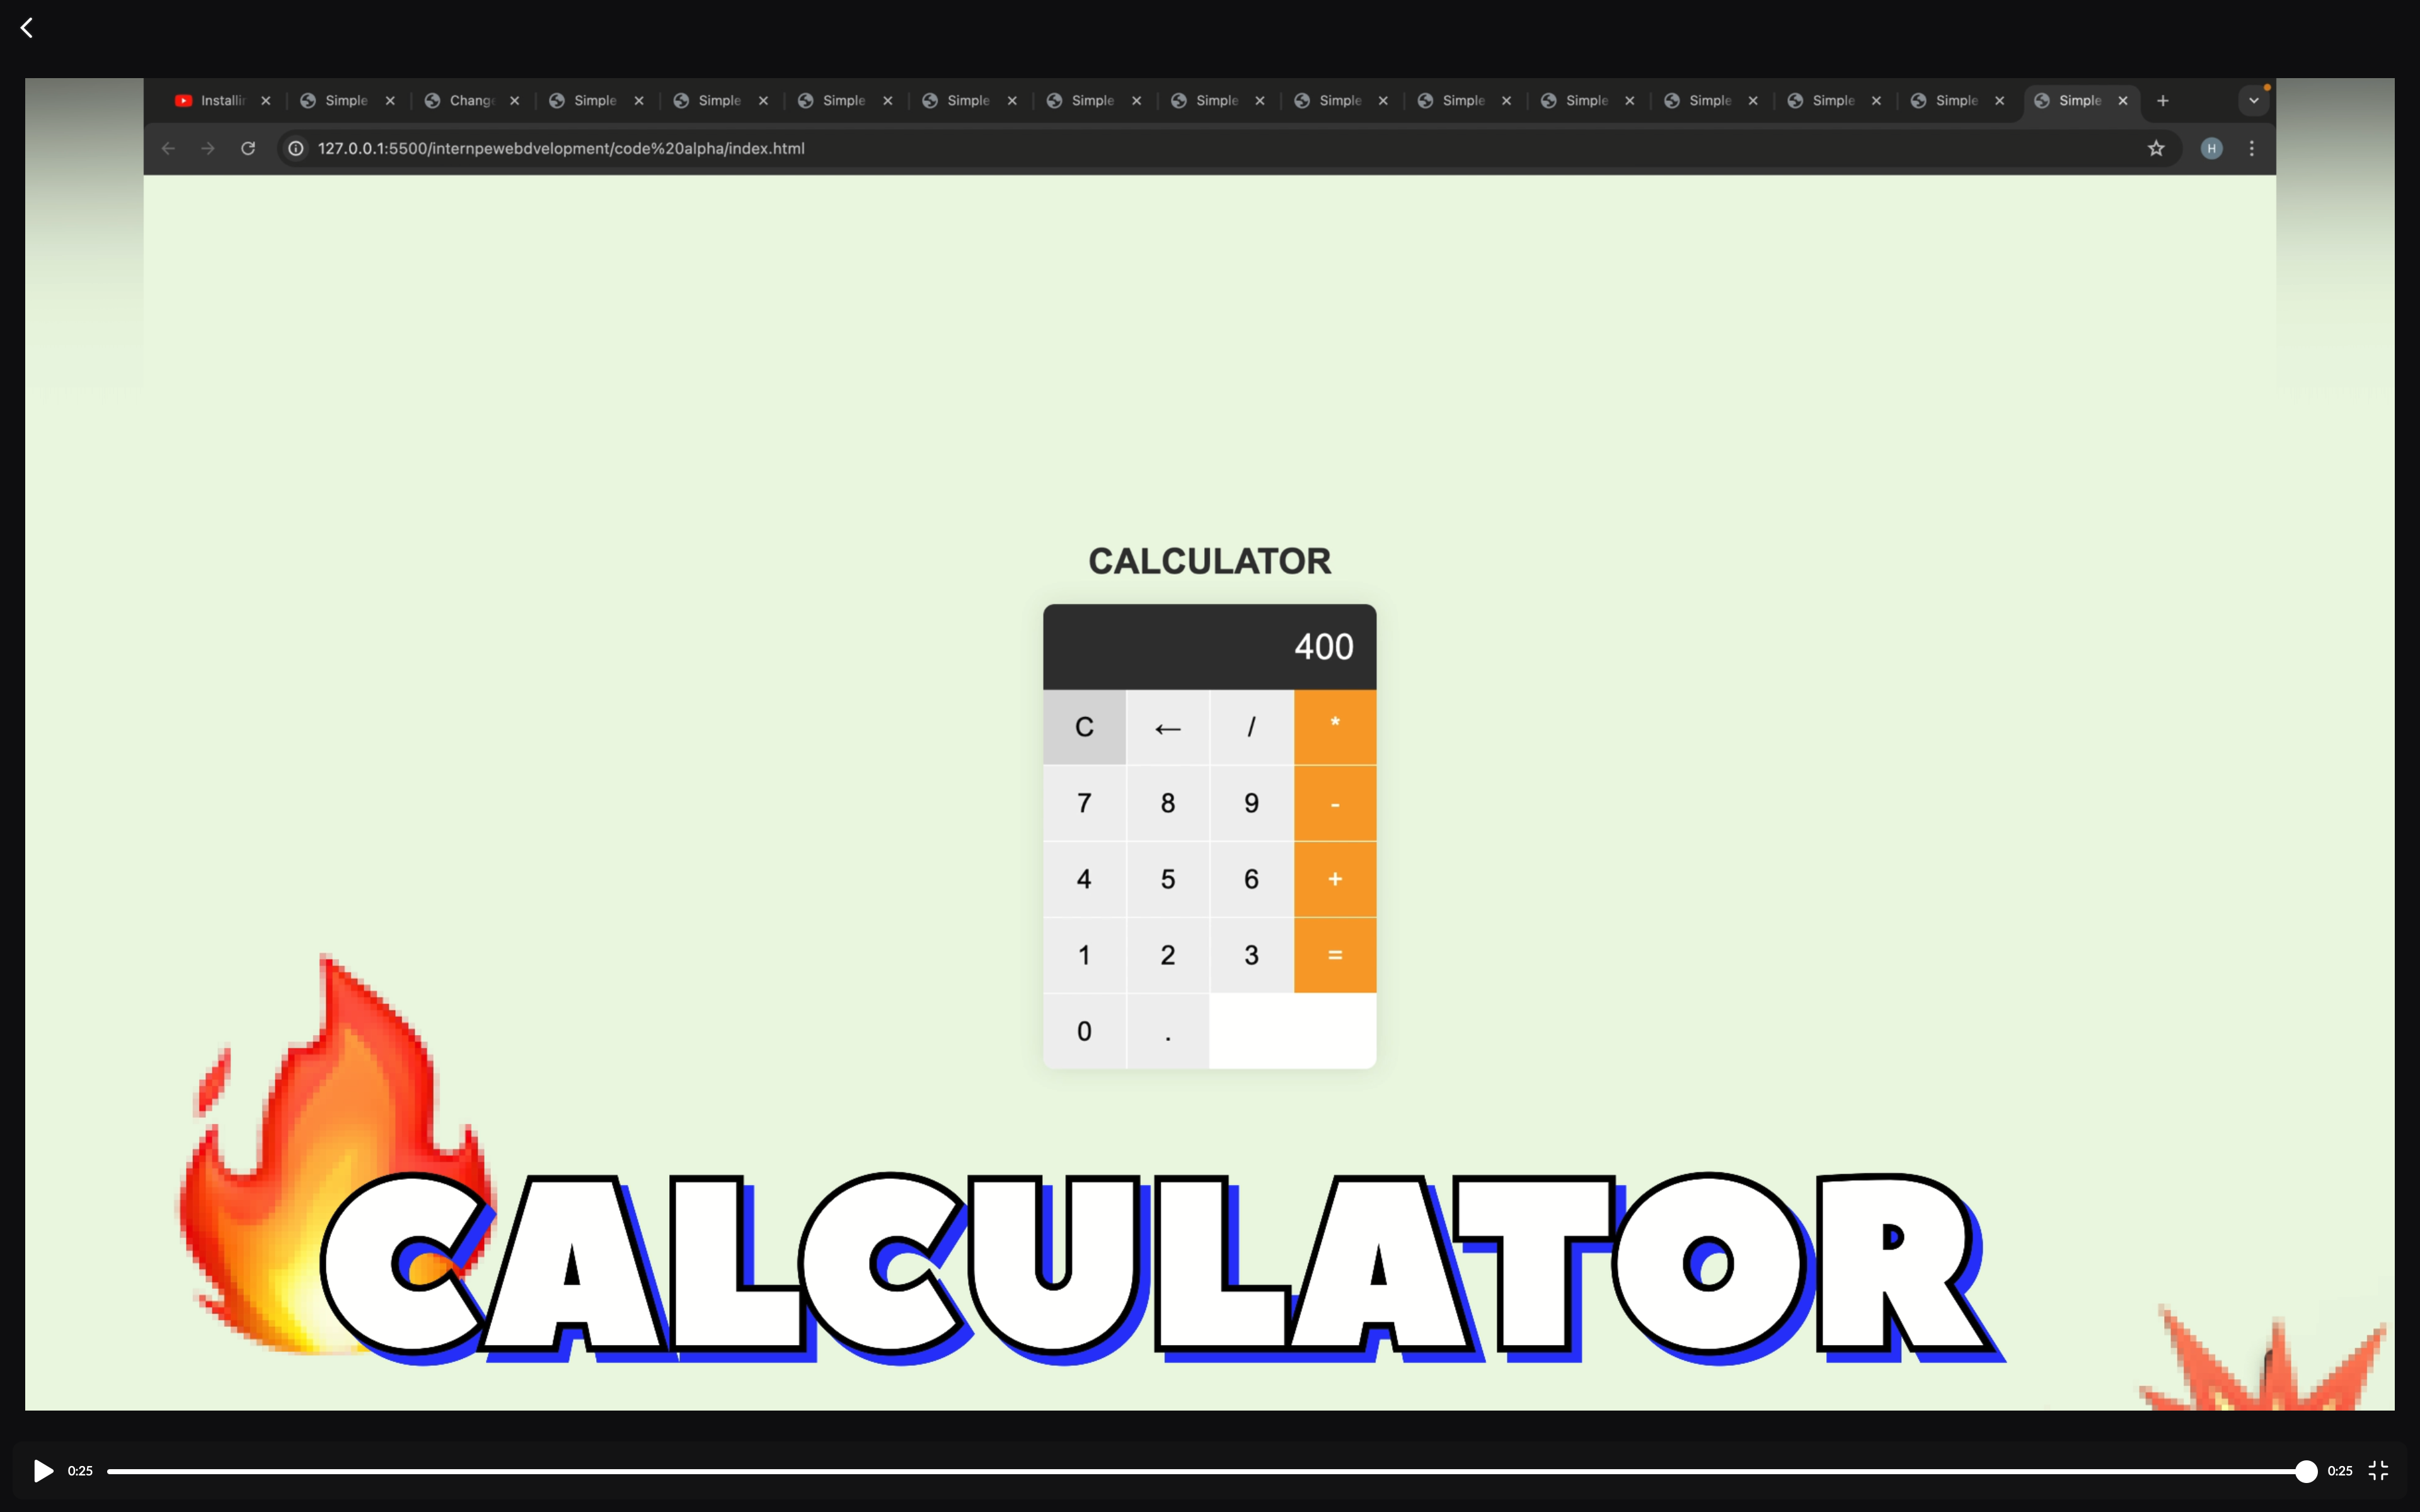 Installin Simple Change Simple Simple Simple Simple Simple Simple Simple Simple Simple Simple Simple Simple Simple
127.0.0.1:5500/internpewebdvelopment/code%20alpha/index.html H
CALCULATOR
400
C ← / *
7 8 9 -
4 5 6 +
1 2 3 =
0 .
CALCULATOR
0:25 0:25